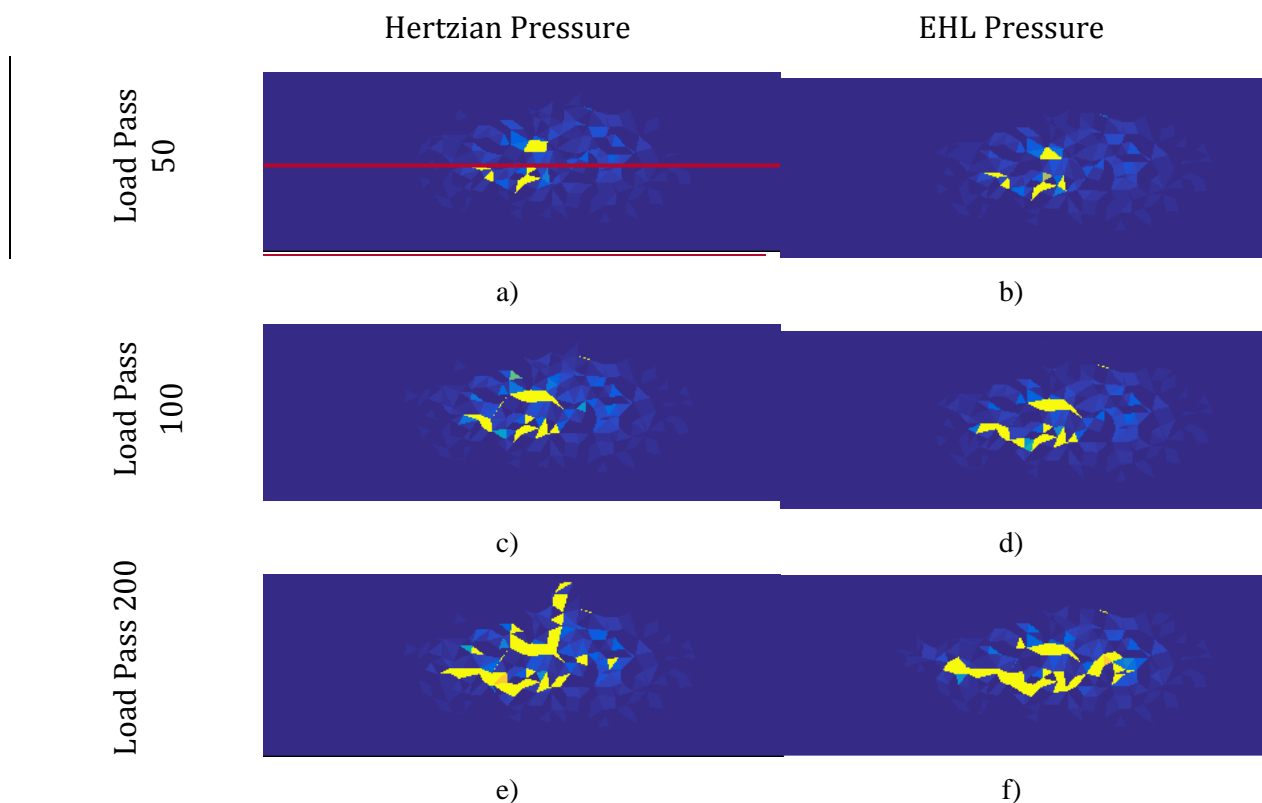 Hertzian Pressure
EHL Pressure
Load Pass
50
a)
b)
Load Pass
100
c)
d)
Load Pass 200
e)
f)